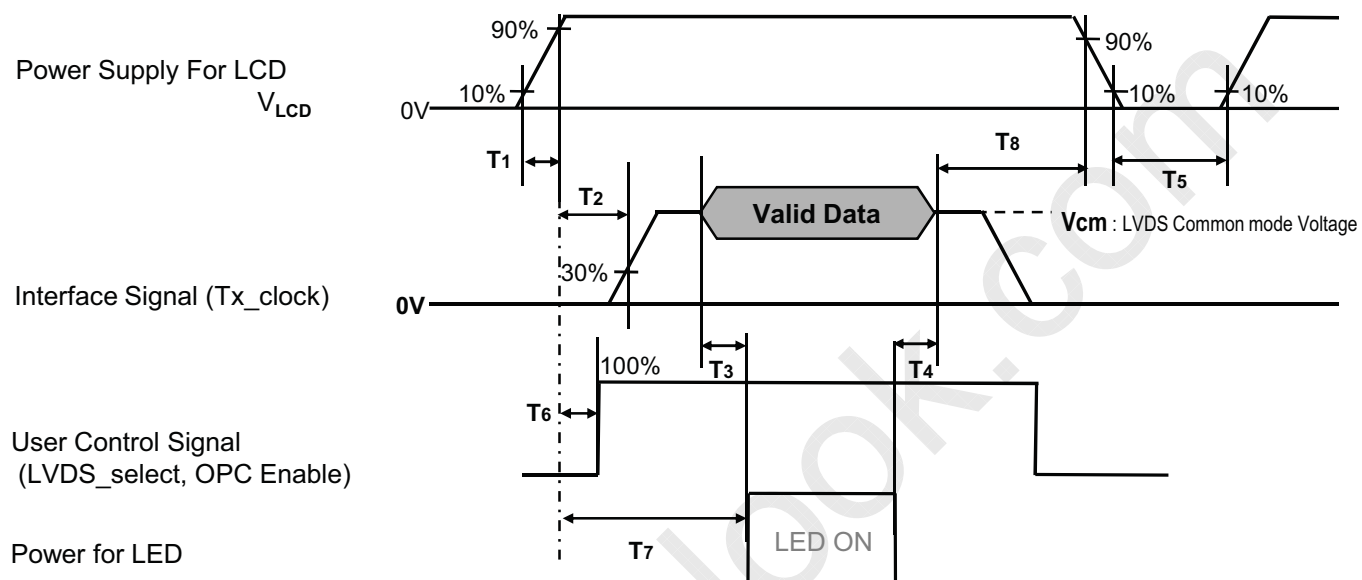 90%
90%
Power Supply For LCD
VLCD
10%
10%
10%
0V
T1
T8
T2
T5
Valid Data
Vcm : LVDS Common mode Voltage
30%
Interface Signal (Tx_clock)
0V
100%
T3
T4
T6
User Control Signal
(LVDS_select, OPC Enable)
T7
LED ON
Power for LED
look.com